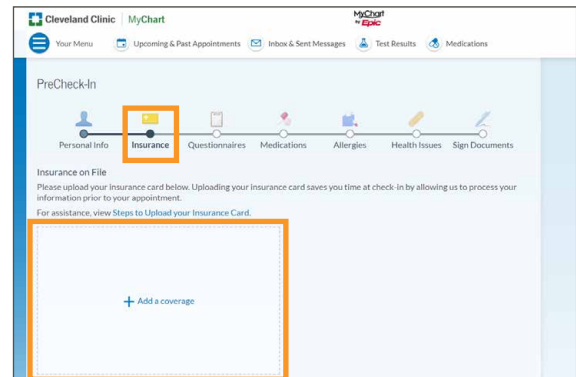 Cleveland Clinic MyChart
MyChart
by Epic
Your Menu Upcoming & Past Appointments Inbox & Sent Messages Test Results Medications
PreCheck-In
Personal Info Insurance Questionnaires Medications Allergies Health Issues Sign Documents
Insurance on File
Please upload your insurance card below. Uploading your insurance card saves you time at check-in by allowing us to process your
information prior to your appointment.
For assistance, view Steps to Upload your Insurance Card.
+ Add a coverage